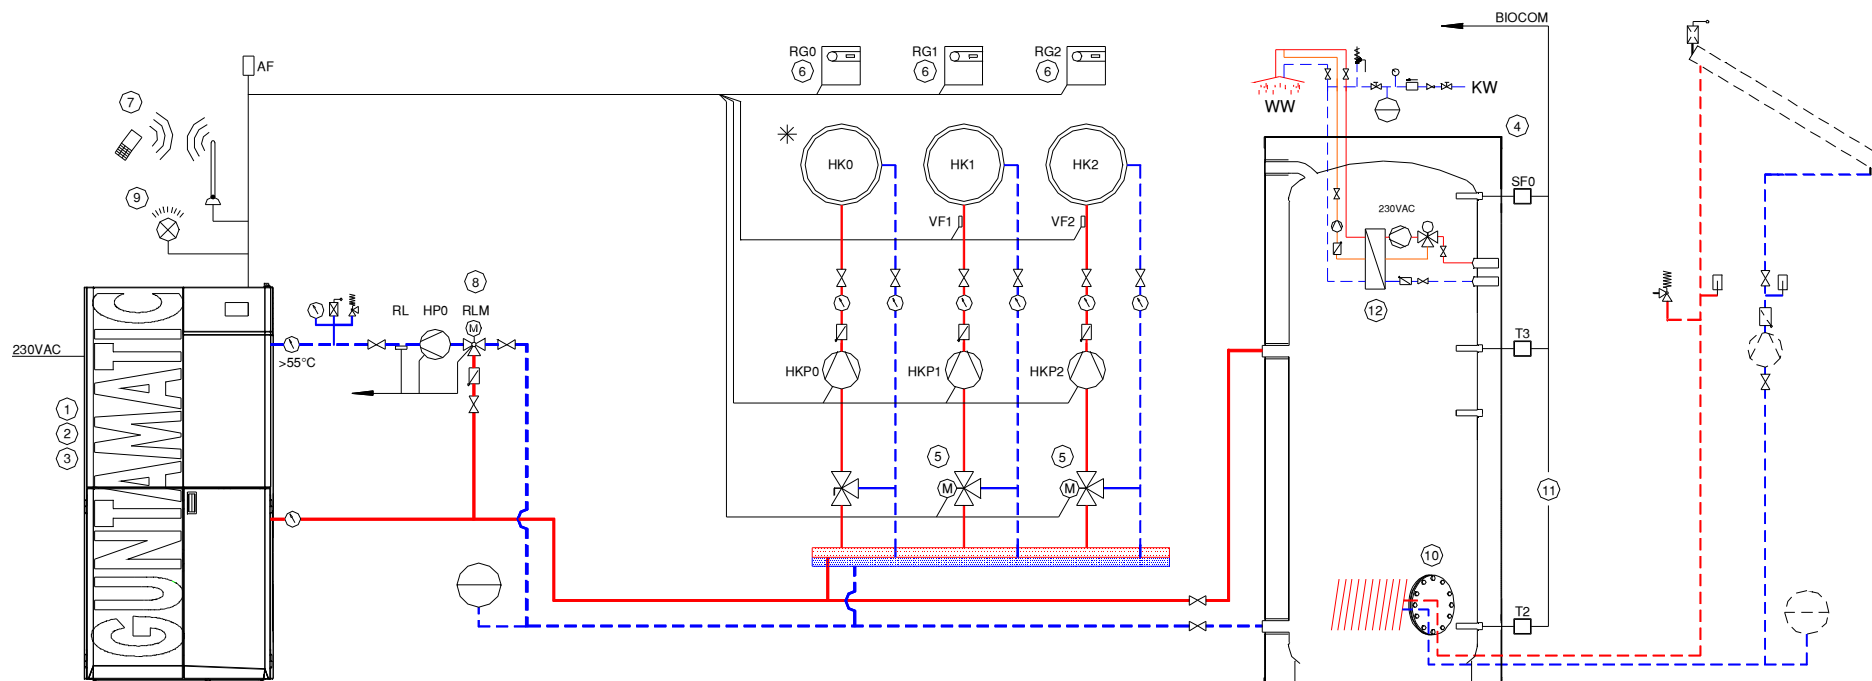 BIOCOM
RG0
RG1
RG2
6
6
6
AF
7
9
WW
KW
4
HK0
HK1
HK2
SF0
VF1
VF2
230VAC
8
RL
HP0
RLM
M
12
230VAC
>55°C
T3
HKP0
HKP1
HKP2
1
2
3
5
5
M
M
11
GUNTAMATIC
10
T2